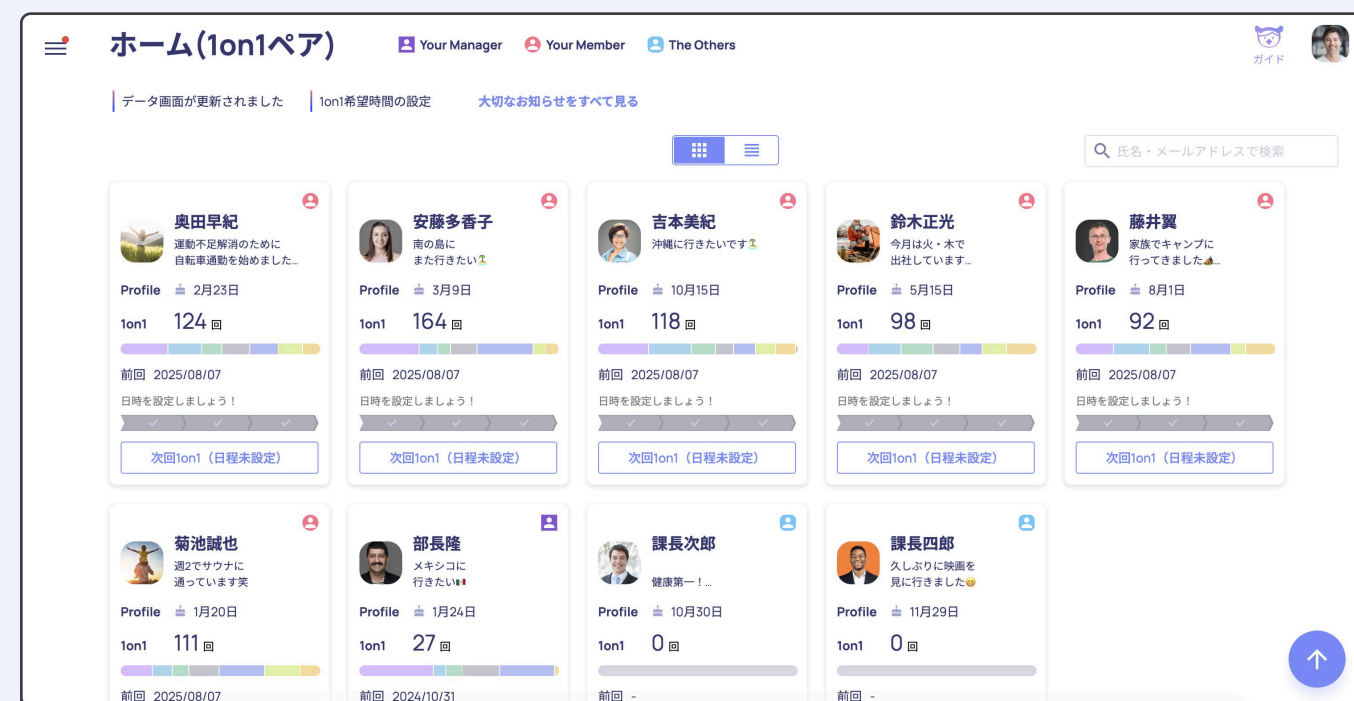 ホーム(1on1ペア)
Your Manager
Your Member
The Others
ガイド
データ画面が更新されました
1on1希望時間の設定
大切なお知らせをすべて見る
氏名・メールアドレスで検索
奥田早紀
運動不足解消のために
自転車通勤を始めました...
Profile 2月23日
1on1 124 回
前回 2025/08/07
日時を設定しましょう！
次回1on1（日程未設定）
安藤多香子
南の島に
また行きたい🏝️
Profile 3月9日
1on1 164 回
前回 2025/08/07
日時を設定しましょう！
次回1on1（日程未設定）
吉本美紀
沖縄に行きたいです🏝️
Profile 10月15日
1on1 118 回
前回 2025/08/07
日時を設定しましょう！
次回1on1（日程未設定）
鈴木正光
今月は火・木で
出社しています...
Profile 5月15日
1on1 98 回
前回 2025/08/07
日時を設定しましょう！
次回1on1（日程未設定）
藤井翼
家族でキャンプに
行ってきました🏕️...
Profile 8月1日
1on1 92 回
前回 2025/08/07
日時を設定しましょう！
次回1on1（日程未設定）
菊池誠也
週2でサウナに
通っています笑
Profile 1月20日
1on1 111 回
前回 2025/08/07
部長隆
メキシコに
行きたい🇲🇽
Profile 1月24日
1on1 27 回
前回 2024/10/31
課長次郎
健康第一！...
Profile 10月30日
1on1 0 回
前回 -
課長四郎
久しぶりに映画を
見に行きました😄
Profile 11月29日
1on1 0 回
前回 -